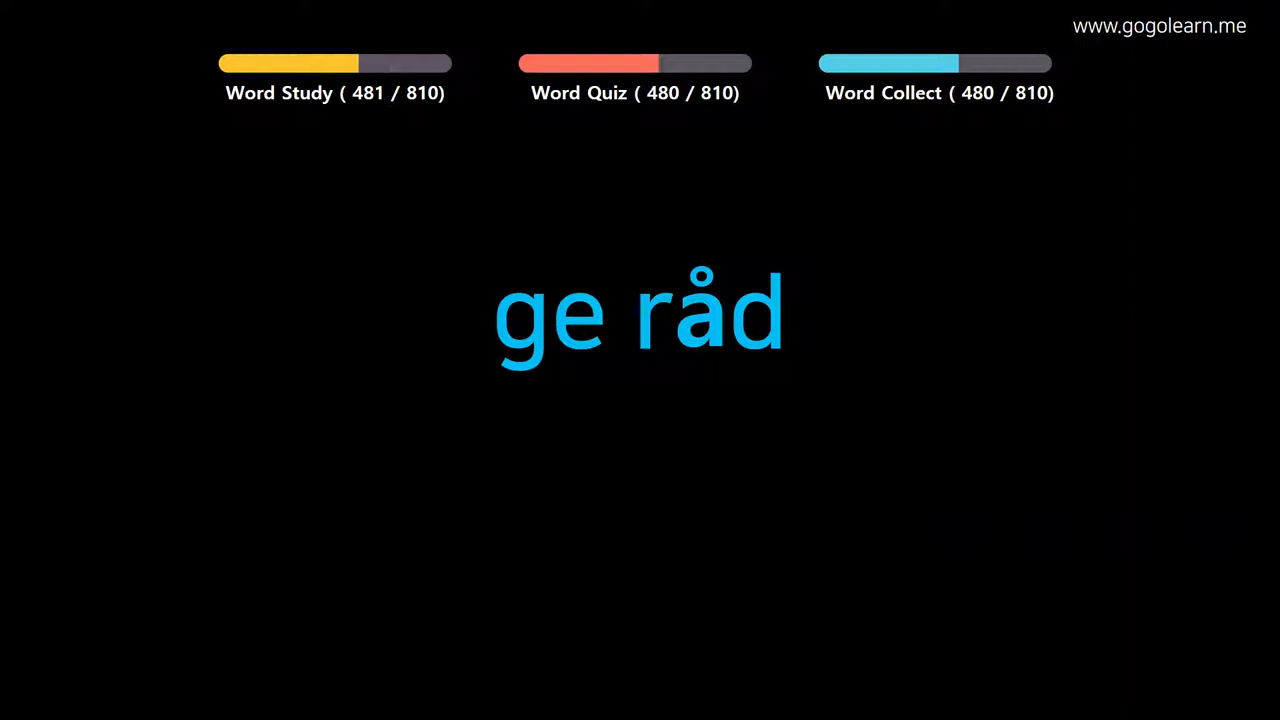 www.gogolearn.me
Word Study ( 481 / 810)
Word Quiz ( 480 / 810)
Word Collect ( 480 / 810)
ge råd